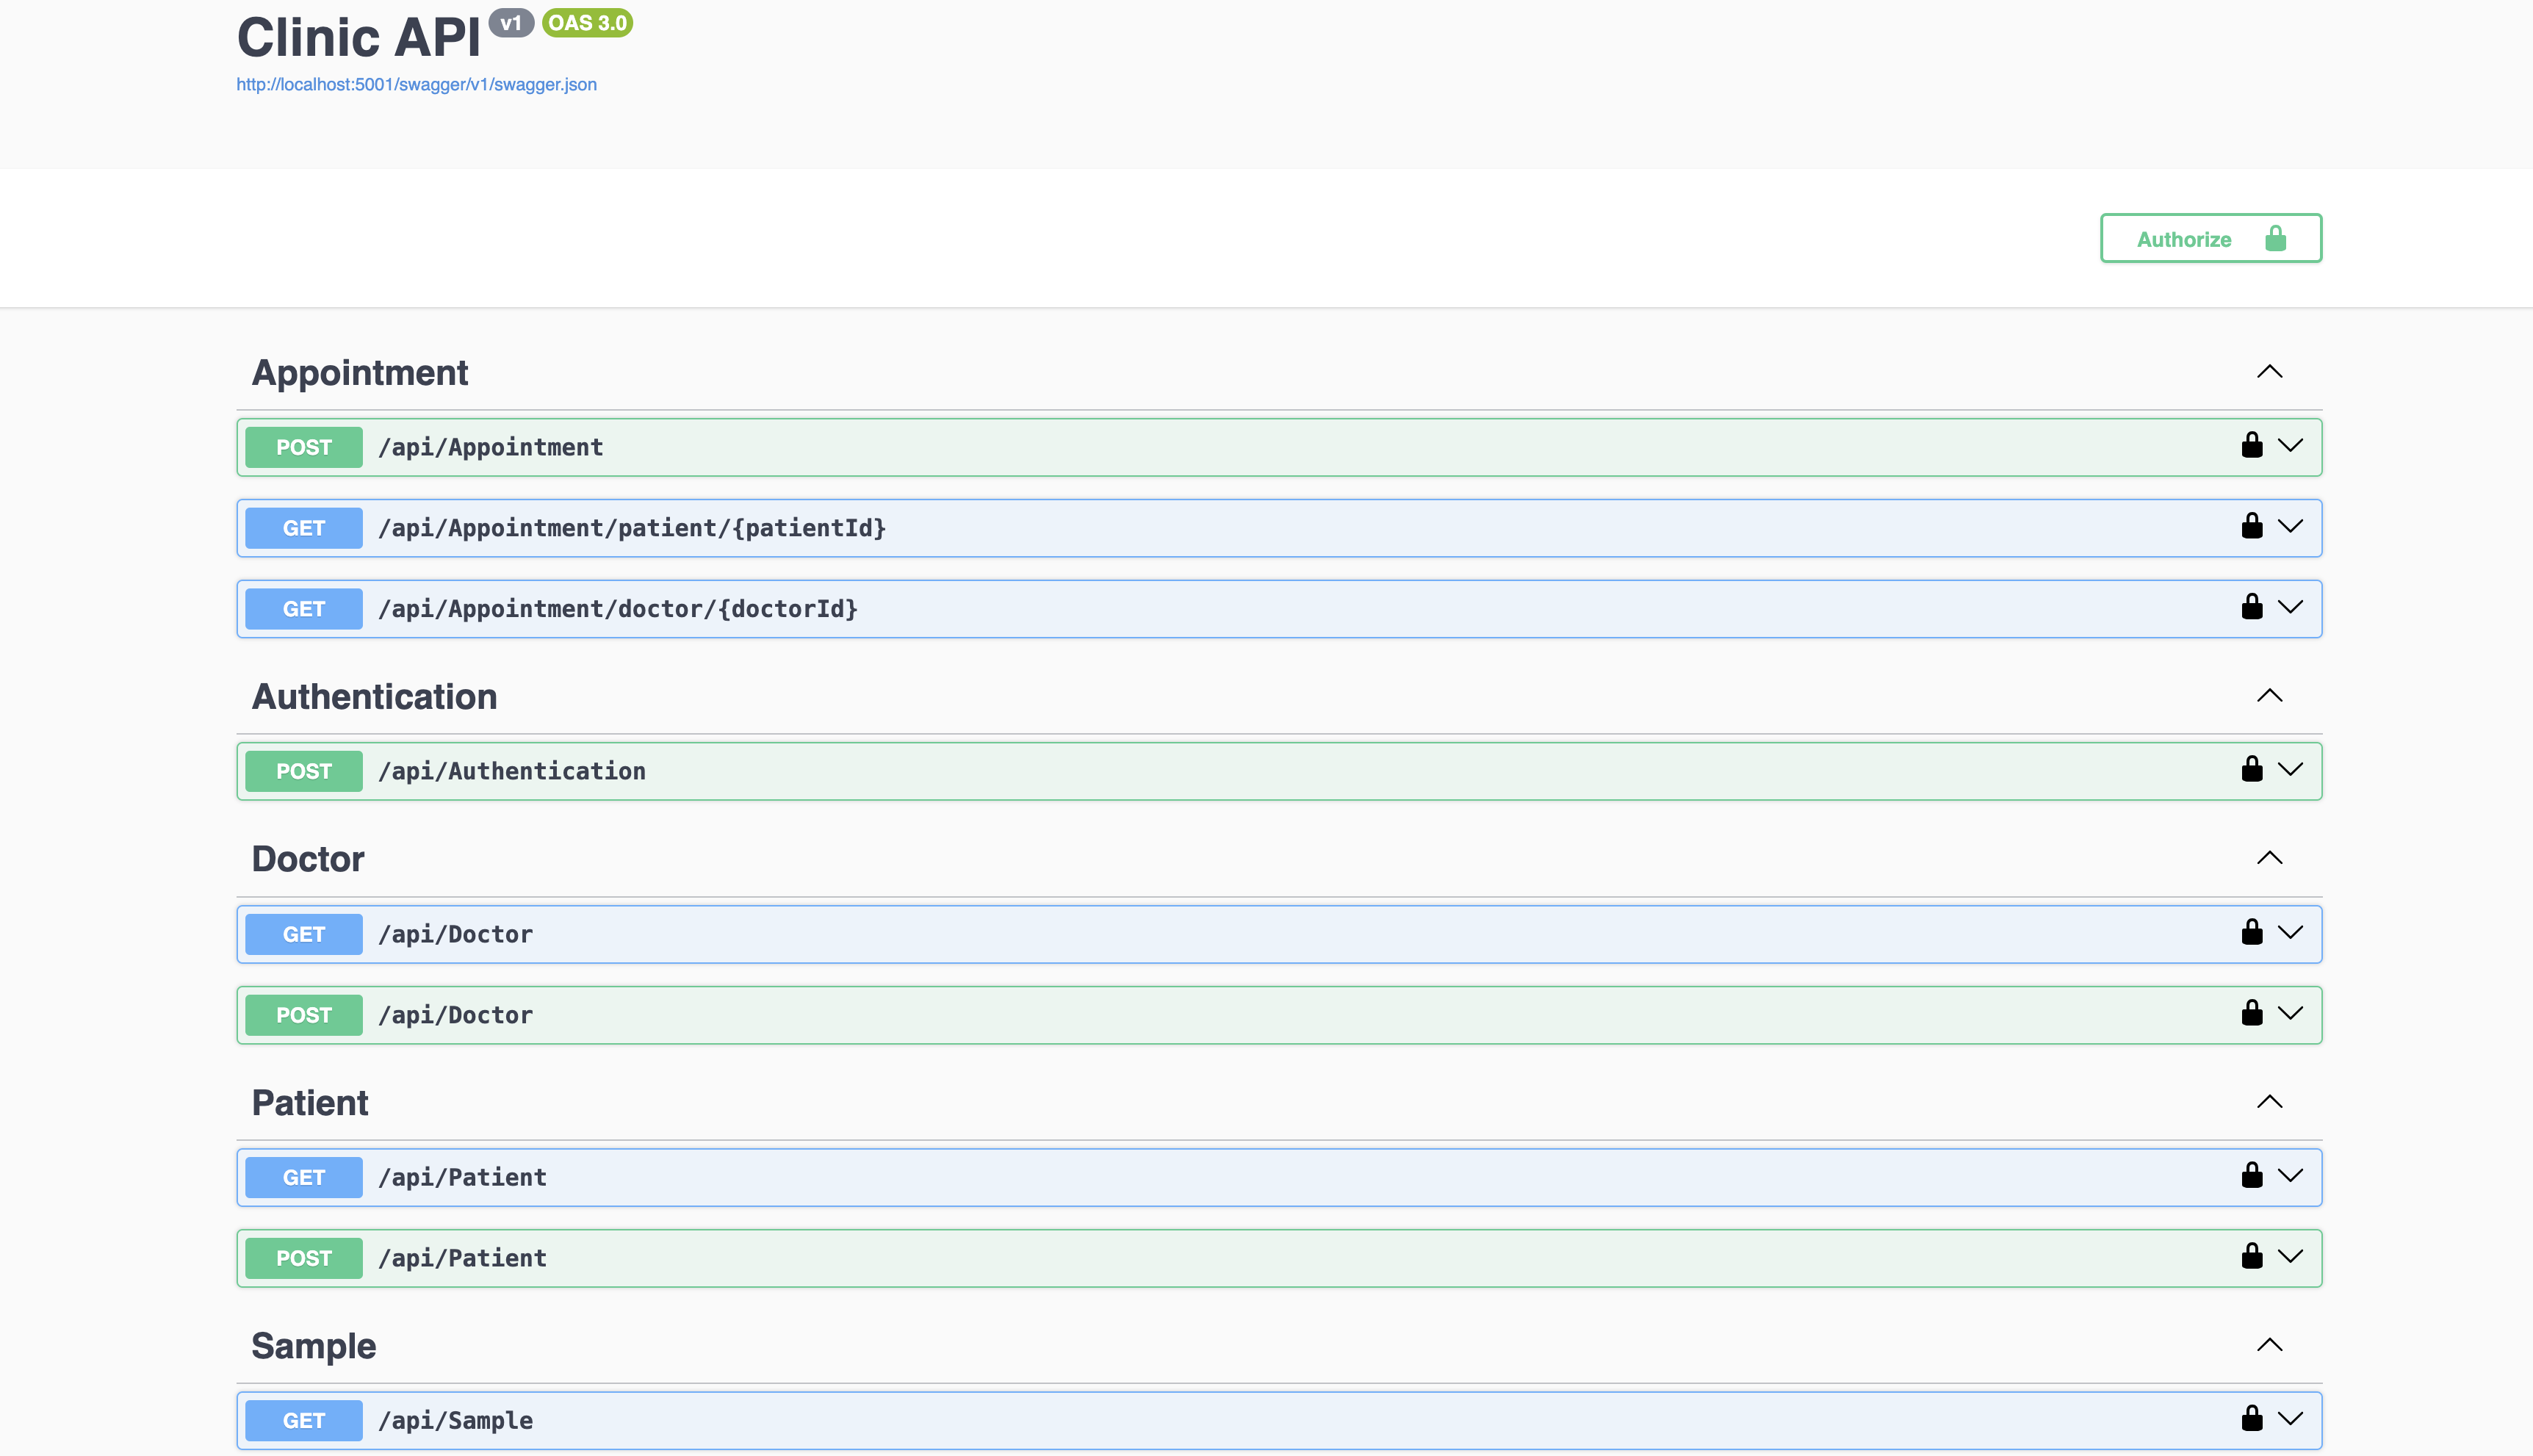 Clinic API v1 OAS 3.0
http://localhost:5001/swagger/v1/swagger.json
Authorize
Appointment
POST /api/Appointment
GET /api/Appointment/patient/{patientId}
GET /api/Appointment/doctor/{doctorId}
Authentication
POST /api/Authentication
Doctor
GET /api/Doctor
POST /api/Doctor
Patient
GET /api/Patient
POST /api/Patient
Sample
GET /api/Sample